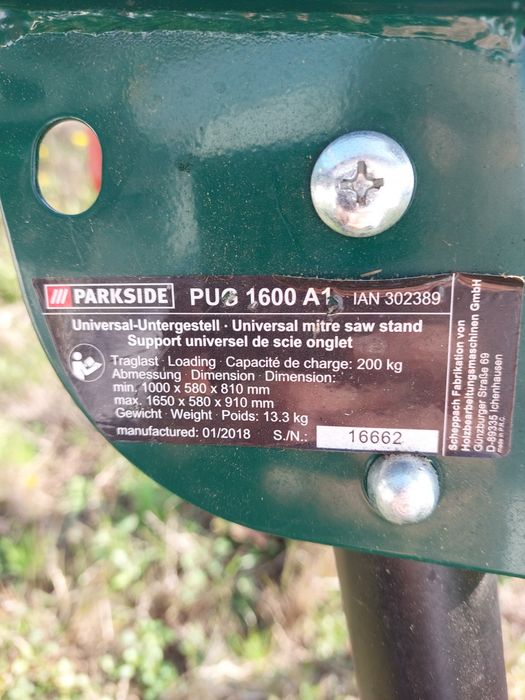 /// PARKSIDE PUG 1600 A1 IAN 302389
Universal-Untergestell · Universal mitre saw stand
Support universel de scie onglet
Traglast · Loading · Capacité de charge: 200 kg
Abmessung · Dimension · Dimension:
min. 1000 x 580 x 810 mm
max. 1650 x 580 x 910 mm
Gewicht · Weight · Poids: 13.3 kg
manufactured: 01/2018 S./N.: 16662
Scheppach Fabrikation von
Holzbearbeitungsmaschinen GmbH
Günzburger Straße 69
D-89335 Ichenhausen
made in P.R.C.